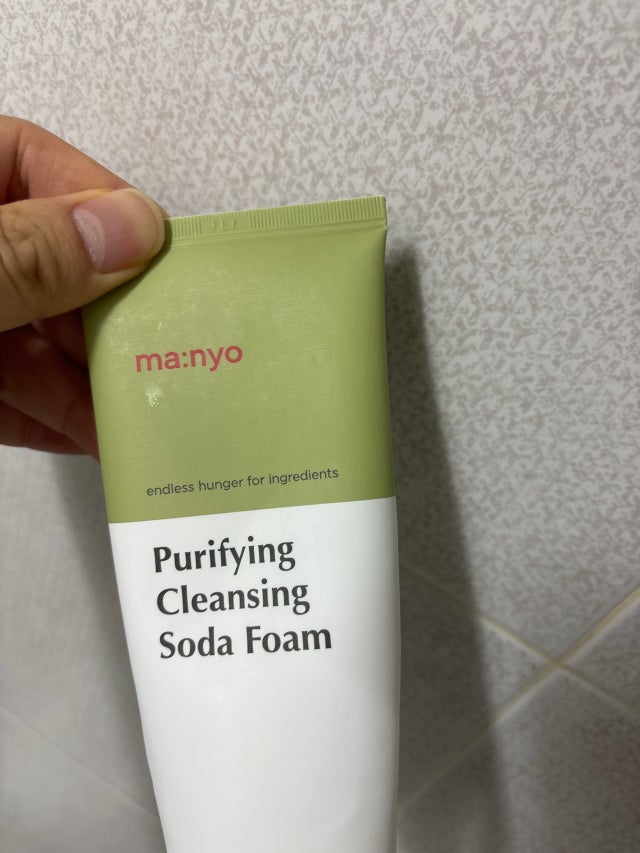 ma:nyo
endless hunger for ingredients
Purifying
Cleansing
Soda Foam